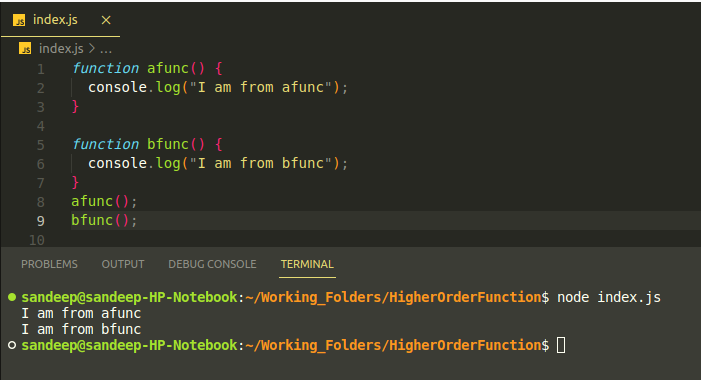 JS index.js ×
JS index.js > ...
1 function afunc() {
2 console.log("I am from afunc");
3 }
4
5 function bfunc() {
6 console.log("I am from bfunc");
7 }
8 afunc();
9 bfunc();
10
PROBLEMS OUTPUT DEBUG CONSOLE TERMINAL
sandeep@sandeep-HP-Notebook:~/Working_Folders/HigherOrderFunction$ node index.js
I am from afunc
I am from bfunc
sandeep@sandeep-HP-Notebook:~/Working_Folders/HigherOrderFunction$